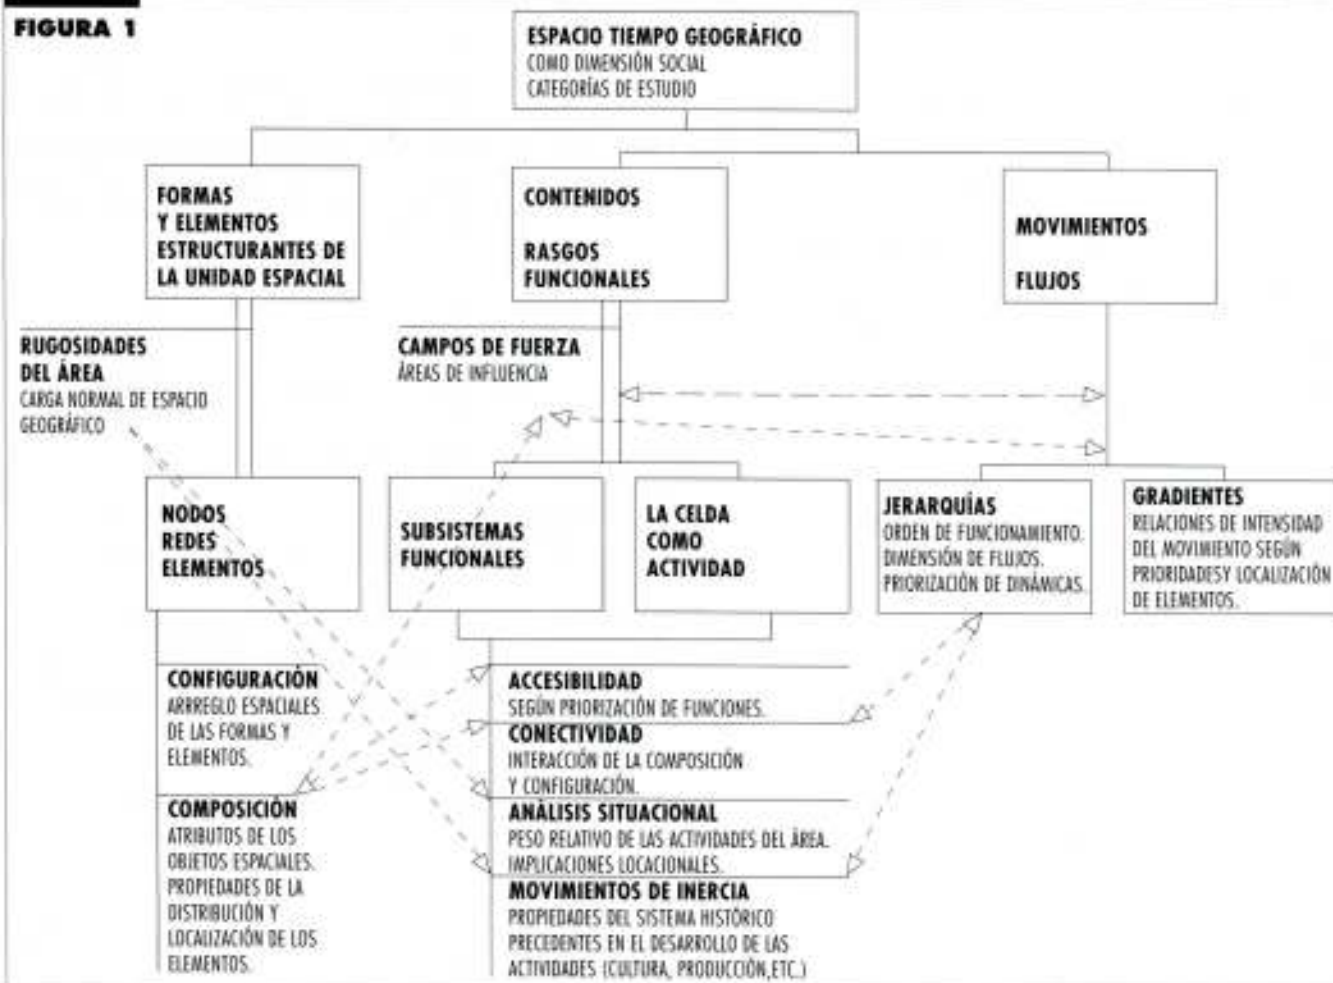 FIGURA 1
ESPACIO TIEMPO GEOGRÁFICO
COMO DIMENSIÓN SOCIAL
CATEGORÍAS DE ESTUDIO
FORMAS
Y ELEMENTOS
ESTRUCTURANTES DE
LA UNIDAD ESPACIAL
CONTENIDOS
RASGOS
FUNCIONALES
MOVIMIENTOS
FLUJOS
RUGOSIDADES
DEL ÁREA
CARGA NORMAL DE ESPACIO
GEOGRÁFICO
CAMPOS DE FUERZA
ÁREAS DE INFLUENCIA
NODOS
REDES
ELEMENTOS
SUBSISTEMAS
FUNCIONALES
LA CELDA
COMO
ACTIVIDAD
JERARQUÍAS
ORDEN DE FUNCIONAMIENTO.
DIMENSIÓN DE FLUJOS.
PRIORIZACIÓN DE DINÁMICAS.
GRADIENTES
RELACIONES DE INTENSIDAD
DEL MOVIMIENTO SEGÚN
PRIORIDADESY LOCALIZACIÓN
DE ELEMENTOS.
CONFIGURACIÓN
ARRREGLO ESPACIALES
DE LAS FORMAS Y
ELEMENTOS.
COMPOSICIÓN
ATRIBUTOS DE LOS
OBJETOS ESPACIALES.
PROPIEDADES DE LA
DISTRIBUCIÓN Y
LOCALIZACIÓN DE LOS
ELEMENTOS.
ACCESIBILIDAD
SEGÚN PRIORIZACIÓN DE FUNCIONES.
CONECTIVIDAD
INTERACCIÓN DE LA COMPOSICIÓN
Y CONFIGURACIÓN.
ANÁLISIS SITUACIONAL
PESO RELATIVO DE LAS ACTIVIDADES DEL ÁREA.
IMPLICACIONES LOCACIONALES.
MOVIMIENTOS DE INERCIA
PROPIEDADES DEL SISTEMA HISTÓRICO
PRECEDENTES EN EL DESARROLLO DE LAS
ACTIVIDADES (CULTURA, PRODUCCIÓN,ETC.)